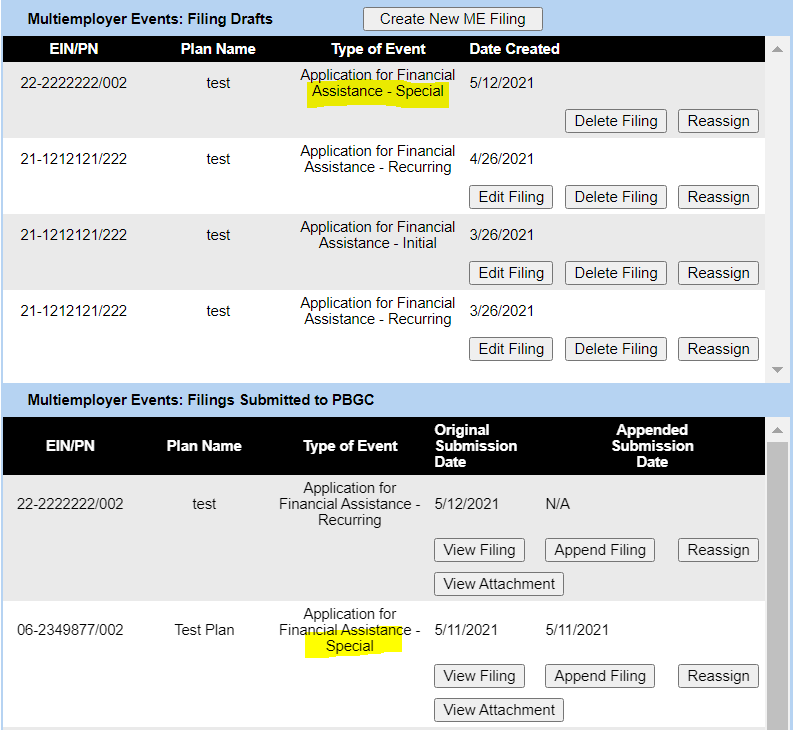 Multiemployer Events: Filing Drafts
Create New ME Filing
EIN/PN Plan Name Type of Event Date Created
22-2222222/002 test Application for Financial 5/12/2021
Assistance - Special
Delete Filing Reassign
21-1212121/222 test Application for Financial 4/26/2021
Assistance - Recurring
Edit Filing Delete Filing Reassign
21-1212121/222 test Application for Financial 3/26/2021
Assistance - Initial
Edit Filing Delete Filing Reassign
21-1212121/222 test Application for Financial 3/26/2021
Assistance - Recurring
Edit Filing Delete Filing Reassign
Multiemployer Events: Filings Submitted to PBGC
EIN/PN Plan Name Type of Event Original Submission Date Appended Submission Date
22-2222222/002 test Application for
Financial Assistance - 5/12/2021 N/A
Recurring
View Filing Append Filing Reassign
View Attachment
06-2349877/002 Test Plan Application for
Financial Assistance - 5/11/2021 5/11/2021
Special
View Filing Append Filing Reassign
View Attachment